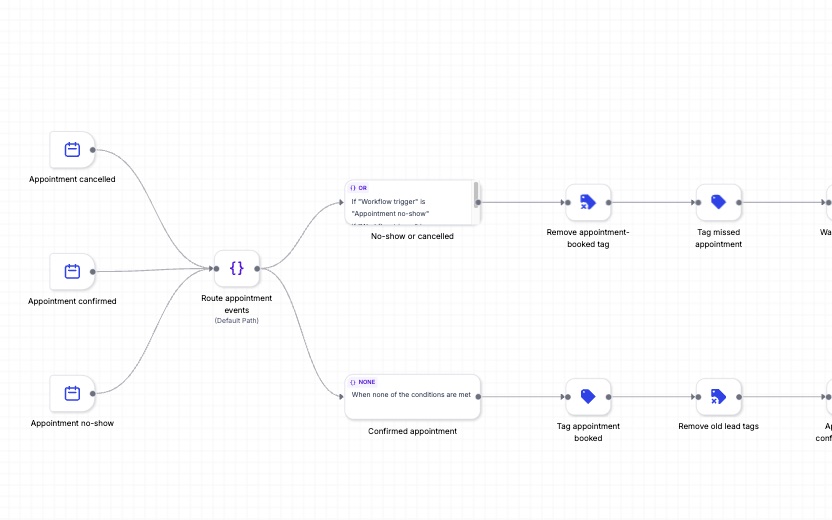 Appointment cancelled
Appointment confirmed
Appointment no-show
{}
Route appointment
events
(Default Path)
{} OR
If "Workflow trigger" is
"Appointment no-show"
No-show or cancelled
Remove appointment-
booked tag
Tag missed
appointment
{} NONE
When none of the conditions are met
Confirmed appointment
Tag appointment
booked
Remove old lead tags